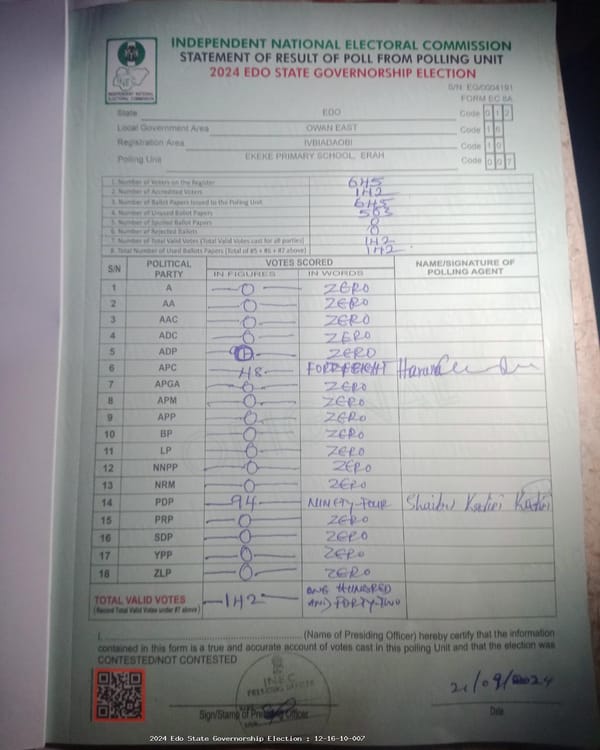 INDEPENDENT NATIONAL ELECTORAL COMMISSION
STATEMENT OF RESULT OF POLL FROM POLLING UNIT
2024 EDO STATE GOVERNORSHIP ELECTION
INDEPENDENT NATIONAL ELECTORAL COMMISSION
S/N: EG/0004191
FORM EC 8A
State EDO Code 0 1 2
Local Government Area OWAN EAST Code 1 6
Registration Area IVBIADAOBI Code 1 0
Polling Unit EKEKE PRIMARY SCHOOL, ERAH Code 0 0 7
1. Number of Voters on the Register 645
2. Number of Accredited Voters 142
3. Number of Ballot Papers Issued to the Polling Unit 645
4. Number of Unused Ballot Papers 503
5. Number of Spoiled Ballot Papers 0
6. Number of Rejected Ballots 0
7. Number of Total Valid Votes (Total Valid Votes cast for all parties) 142
8. Total Number of Used Ballots Papers (Total of #5 + #6 + #7 above) 142
S/N POLITICAL PARTY VOTES SCORED NAME/SIGNATURE OF POLLING AGENT
IN FIGURES IN WORDS
1 A 0 ZERO
2 AA 0 ZERO
3 AAC 0 ZERO
4 ADC 0 ZERO
5 ADP ZERO
6 APC 48 FORTY EIGHT
7 APGA 0 ZERO
8 APM 0 ZERO
9 APP 0 ZERO
10 BP 0 ZERO
11 LP 0 ZERO
12 NNPP 0 ZERO
13 NRM 0 ZERO
14 PDP 94 NINETY FOUR Shaibu Kadiri
15 PRP 0 ZERO
16 SDP 0 ZERO
17 YPP 0 ZERO
18 ZLP 0 ZERO
TOTAL VALID VOTES 142 ONE HUNDRED AND FORTY-TWO
(Record Total Valid Votes under #7 above)
I, (Name of Presiding Officer) hereby certify that the information
contained in this form is a true and accurate account of votes cast in this polling Unit and that the election was
CONTESTED/NOT CONTESTED
INEC
PRESIDING OFFICER
21/09/2024
Sign/Stamp of Presiding Officer Date
2024 Edo State Governorship Election : 12-16-10-007